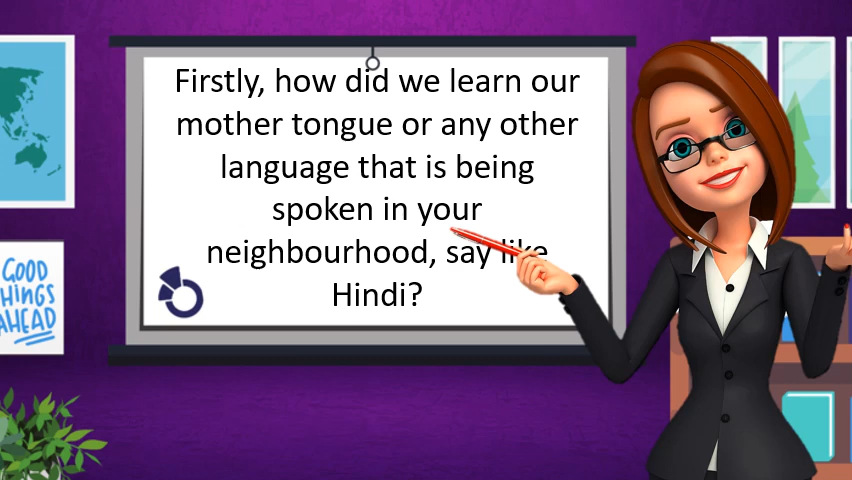 Firstly, how did we learn our
mother tongue or any other
language that is being
spoken in your
neighbourhood, say like
Hindi?
GOOD
THINGS
AHEAD